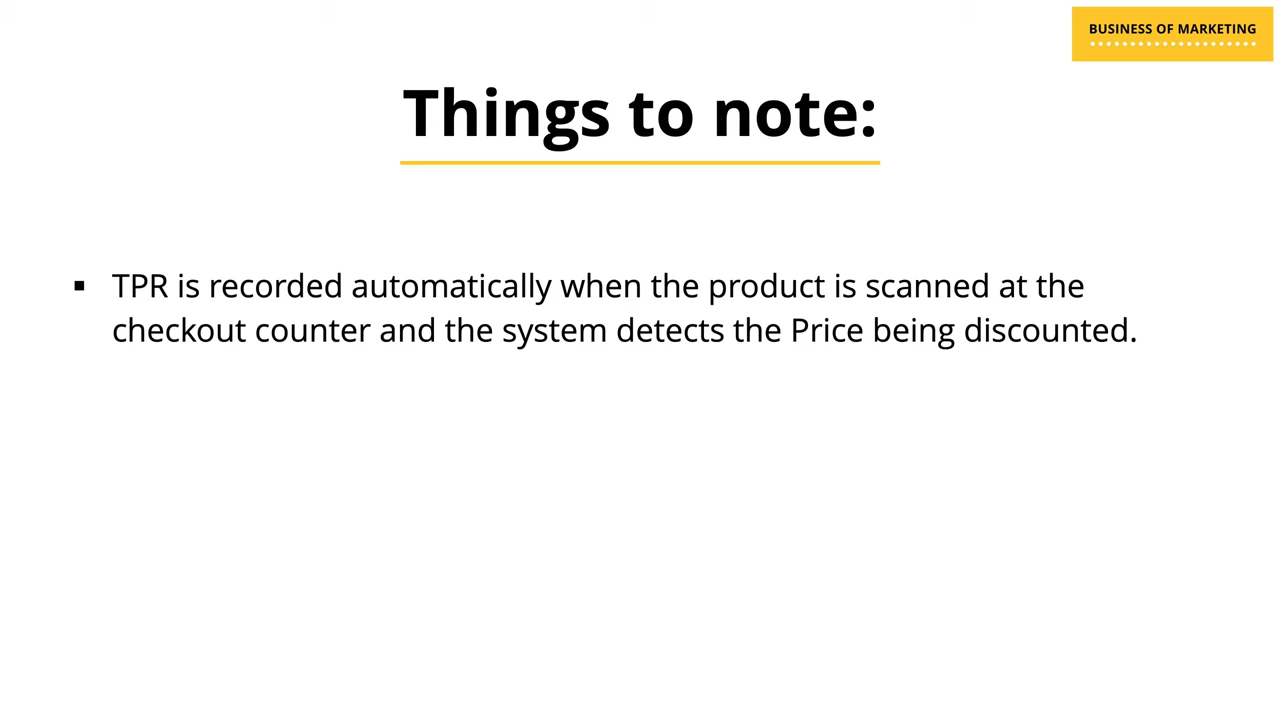 BUSINESS OF MARKETING
Things to note:
▪ TPR is recorded automatically when the product is scanned at the
checkout counter and the system detects the Price being discounted.